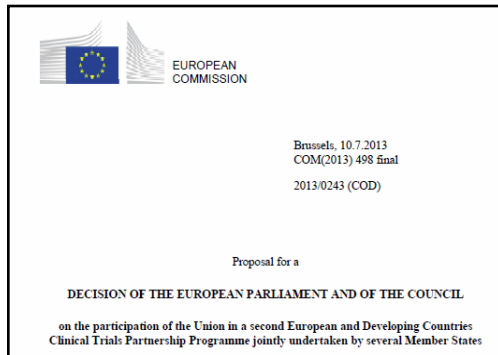 EUROPEAN
COMMISSION
Brussels, 10.7.2013
COM(2013) 498 final
2013/0243 (COD)
Proposal for a
DECISION OF THE EUROPEAN PARLIAMENT AND OF THE COUNCIL
on the participation of the Union in a second European and Developing Countries
Clinical Trials Partnership Programme jointly undertaken by several Member States